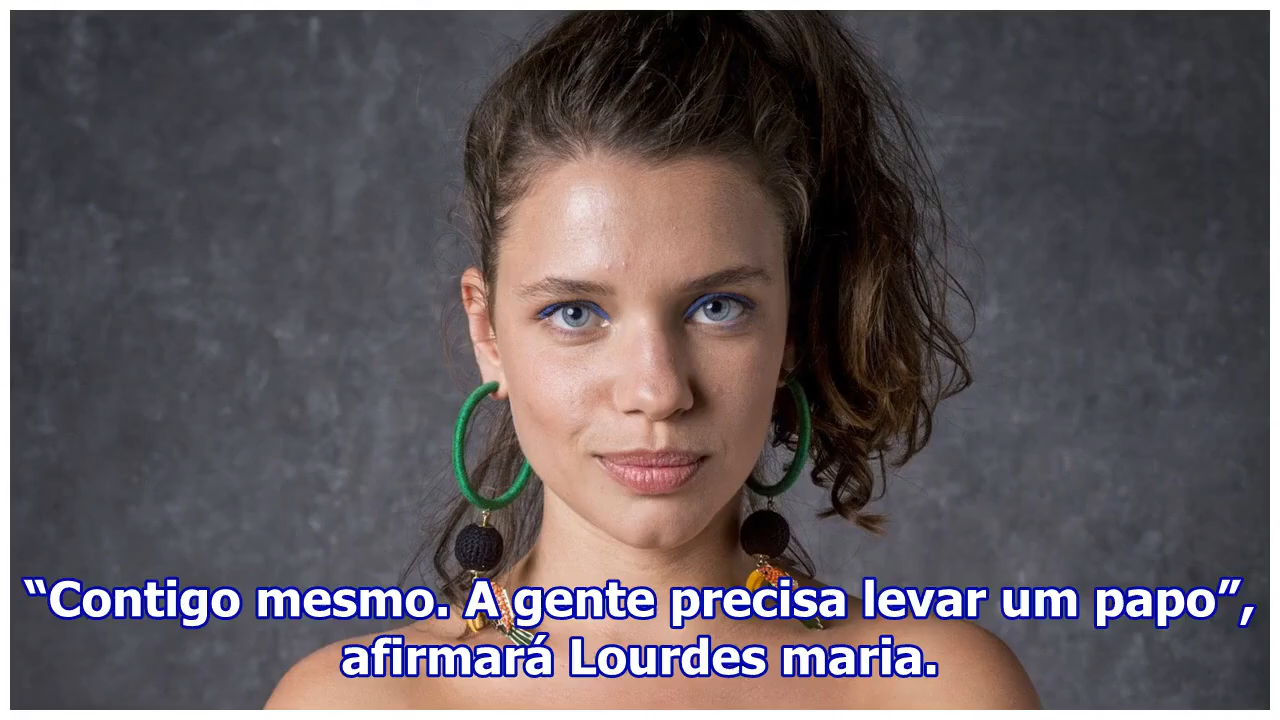 “Contigo mesmo. A gente precisa levar um papo”,
afirmará Lourdes maria.